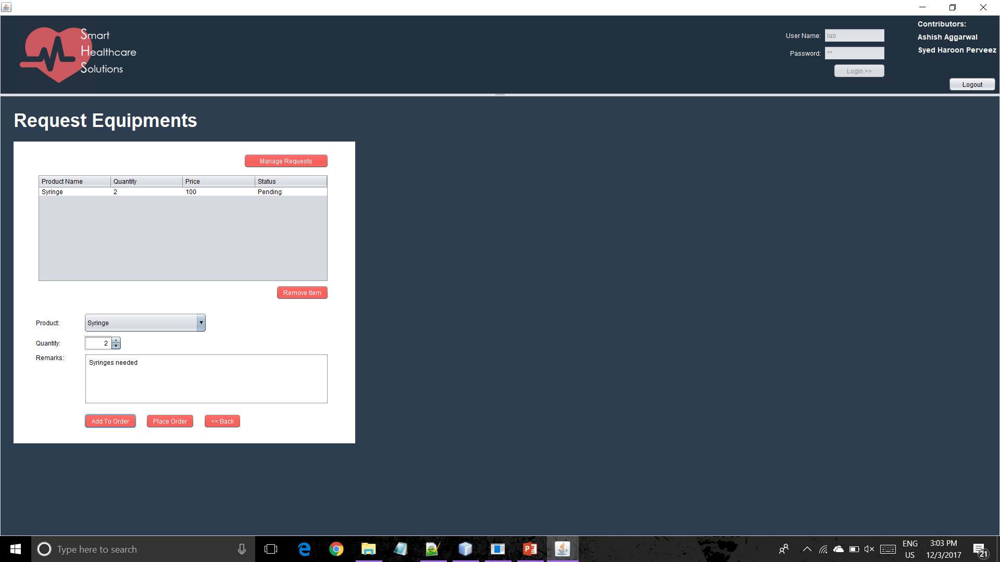 Smart
Healthcare
Solutions
User Name: lab
Password: **
Login >>
Contributors:
Ashish Aggarwal
Syed Haroon Perveez
Logout
Request Equipments
Manage Requests
Product Name Quantity Price Status
Syringe 2 100 Pending
Remove Item
Product: Syringe
Quantity: 2
Remarks: Syringes needed
Add To Order Place Order << Back
Type here to search
ENG
US
3:03 PM
12/3/2017
21